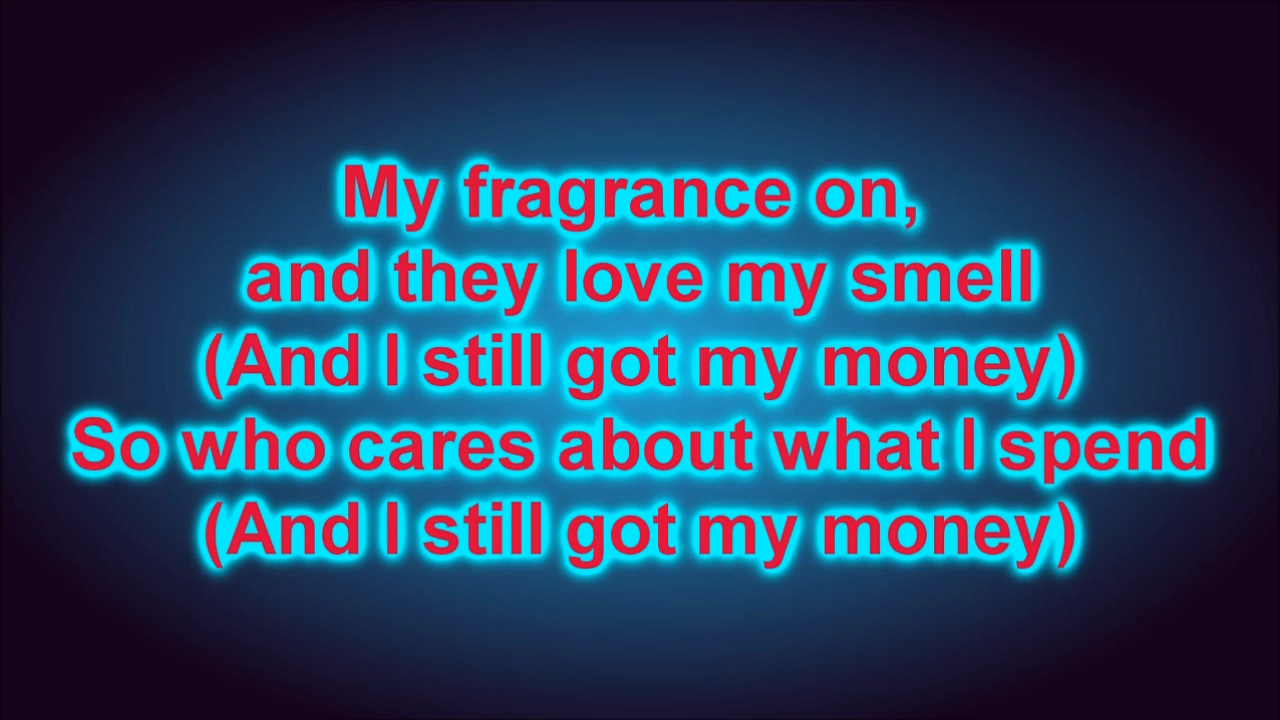 My fragrance on,
and they love my smell
(And I still got my money)
So who cares about what I spend
(And I still got my money)